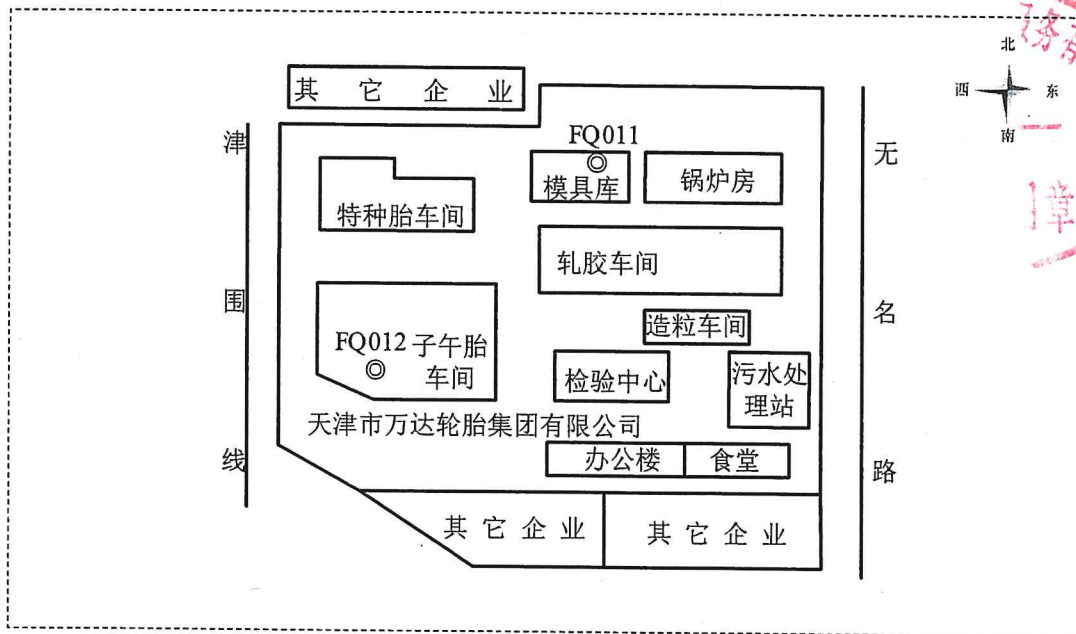 北
西 东
南
其它企业
津围线
无名路
FQ011
模具库
锅炉房
特种胎车间
轧胶车间
造粒车间
FQ012
子午胎
车间
检验中心
污水处
理站
天津市万达轮胎集团有限公司
办公楼
食堂
其它企业
其它企业
章